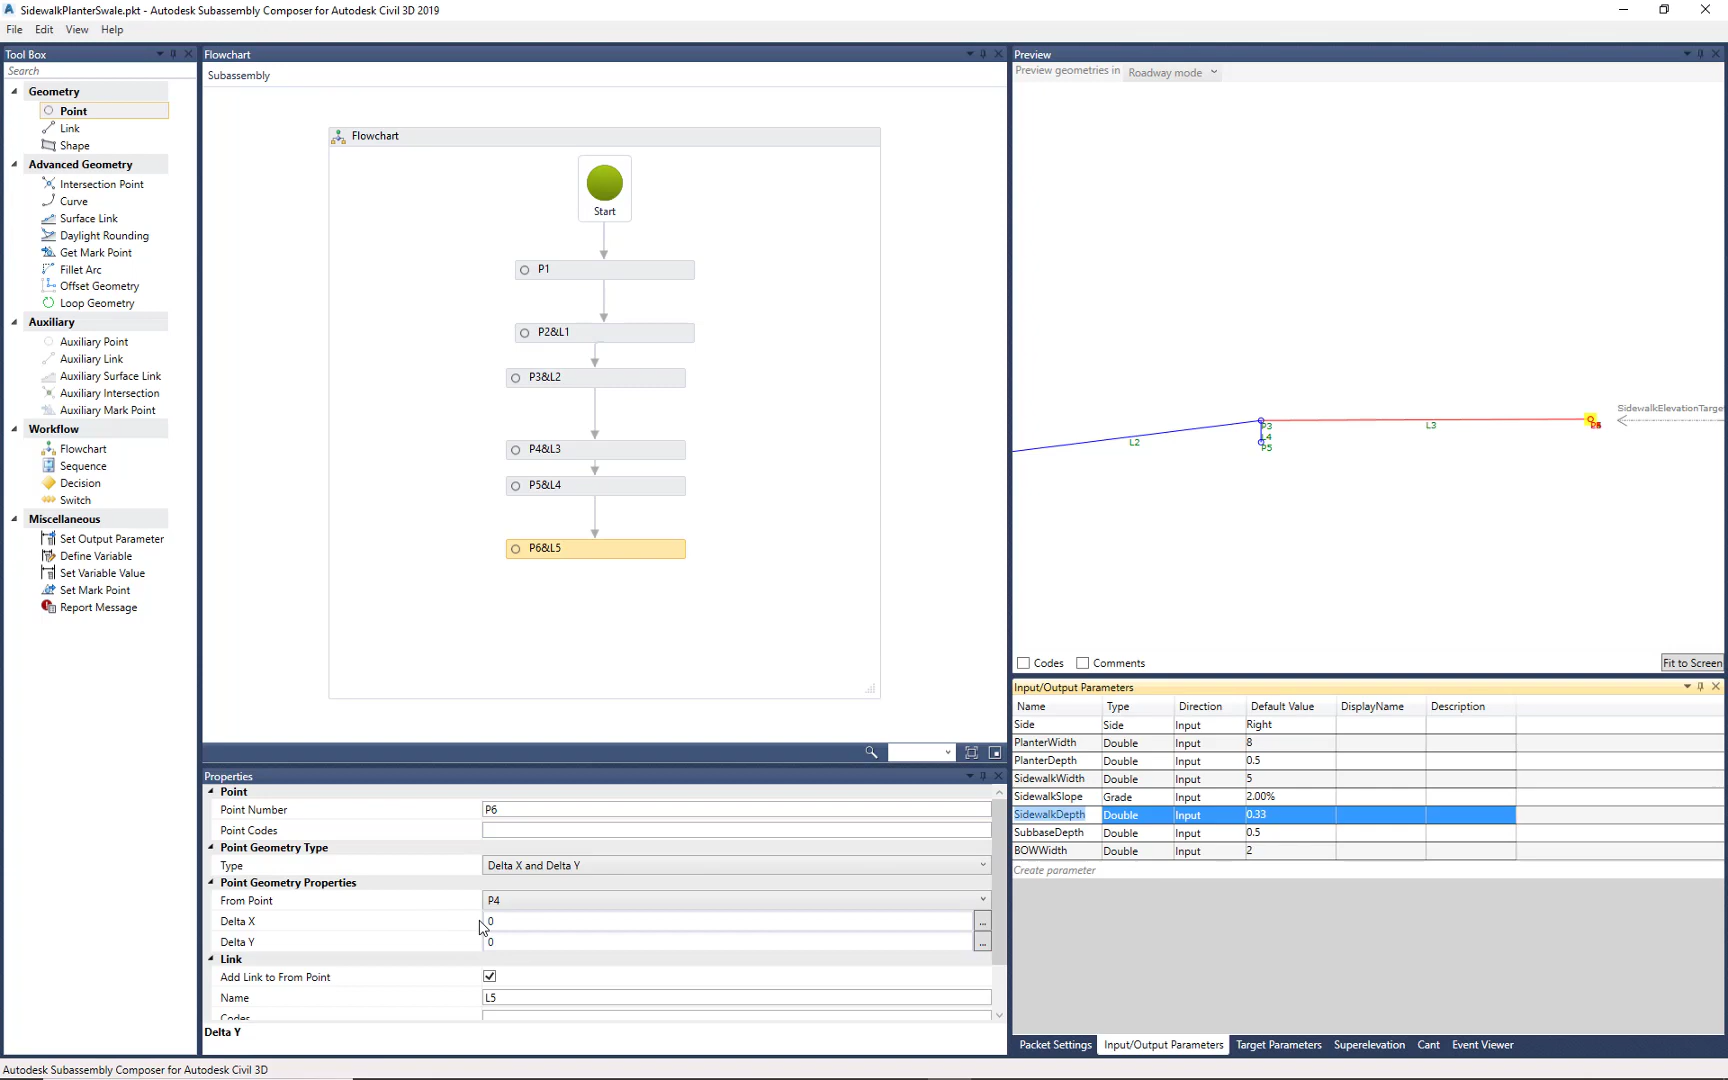 SidewalkPlanterSwale.pkt - Autodesk Subassembly Composer for Autodesk Civil 3D 2019
File Edit View Help
Tool Box
Search
Geometry
Point
Link
Shape
Advanced Geometry
Intersection Point
Curve
Surface Link
Daylight Rounding
Get Mark Point
Fillet Arc
Offset Geometry
Loop Geometry
Auxiliary
Auxiliary Point
Auxiliary Link
Auxiliary Surface Link
Auxiliary Intersection
Auxiliary Mark Point
Workflow
Flowchart
Sequence
Decision
Switch
Miscellaneous
Set Output Parameter
Define Variable
Set Variable Value
Set Mark Point
Report Message
Flowchart
Subassembly
Flowchart
Start
P1
P2&L1
P3&L2
P4&L3
P5&L4
P6&L5
Properties
Point
Point Number P6
Point Codes
Point Geometry Type
Type Delta X and Delta Y
Point Geometry Properties
From Point P4
Delta X 0 ...
Delta Y 0 ...
Link
Add Link to From Point
Name L5
Codes
Delta Y
Preview
Preview geometries in Roadway mode
SidewalkElevationTarge
P3
L4
P5
L2
L3
Codes Comments Fit to Screen
Input/Output Parameters
Name Type Direction Default Value DisplayName Description
Side Side Input Right
PlanterWidth Double Input 8
PlanterDepth Double Input 0.5
SidewalkWidth Double Input 5
SidewalkSlope Grade Input 2.00%
SidewalkDepth Double Input 0.33
SubbaseDepth Double Input 0.5
BOWWidth Double Input 2
Create parameter
Packet Settings Input/Output Parameters Target Parameters Superelevation Cant Event Viewer
Autodesk Subassembly Composer for Autodesk Civil 3D